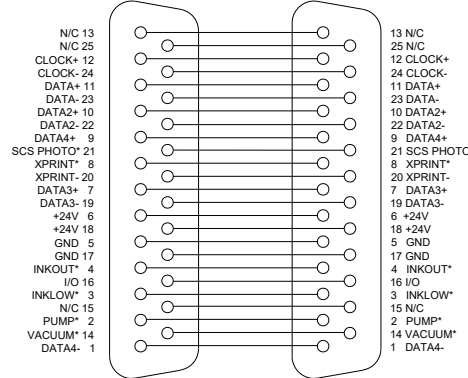 N/C 13
N/C 25
CLOCK+ 12
CLOCK- 24
DATA+ 11
DATA- 23
DATA2+ 10
DATA2- 22
DATA4+ 9
SCS PHOTO* 21
XPRINT* 8
XPRINT- 20
DATA3+ 7
DATA3- 19
+24V 6
+24V 18
GND 5
GND 17
INKOUT* 4
I/O 16
INKLOW* 3
N/C 15
PUMP* 2
VACUUM* 14
DATA4- 1
13 N/C
25 N/C
12 CLOCK+
24 CLOCK-
11 DATA+
23 DATA-
10 DATA2+
22 DATA2-
9 DATA4+
21 SCS PHOTO
8 XPRINT*
20 XPRINT-
7 DATA3+
19 DATA3-
6 +24V
18 +24V
5 GND
17 GND
4 INKOUT*
16 I/O
3 INKLOW*
15 N/C
2 PUMP*
14 VACUUM*
1 DATA4-